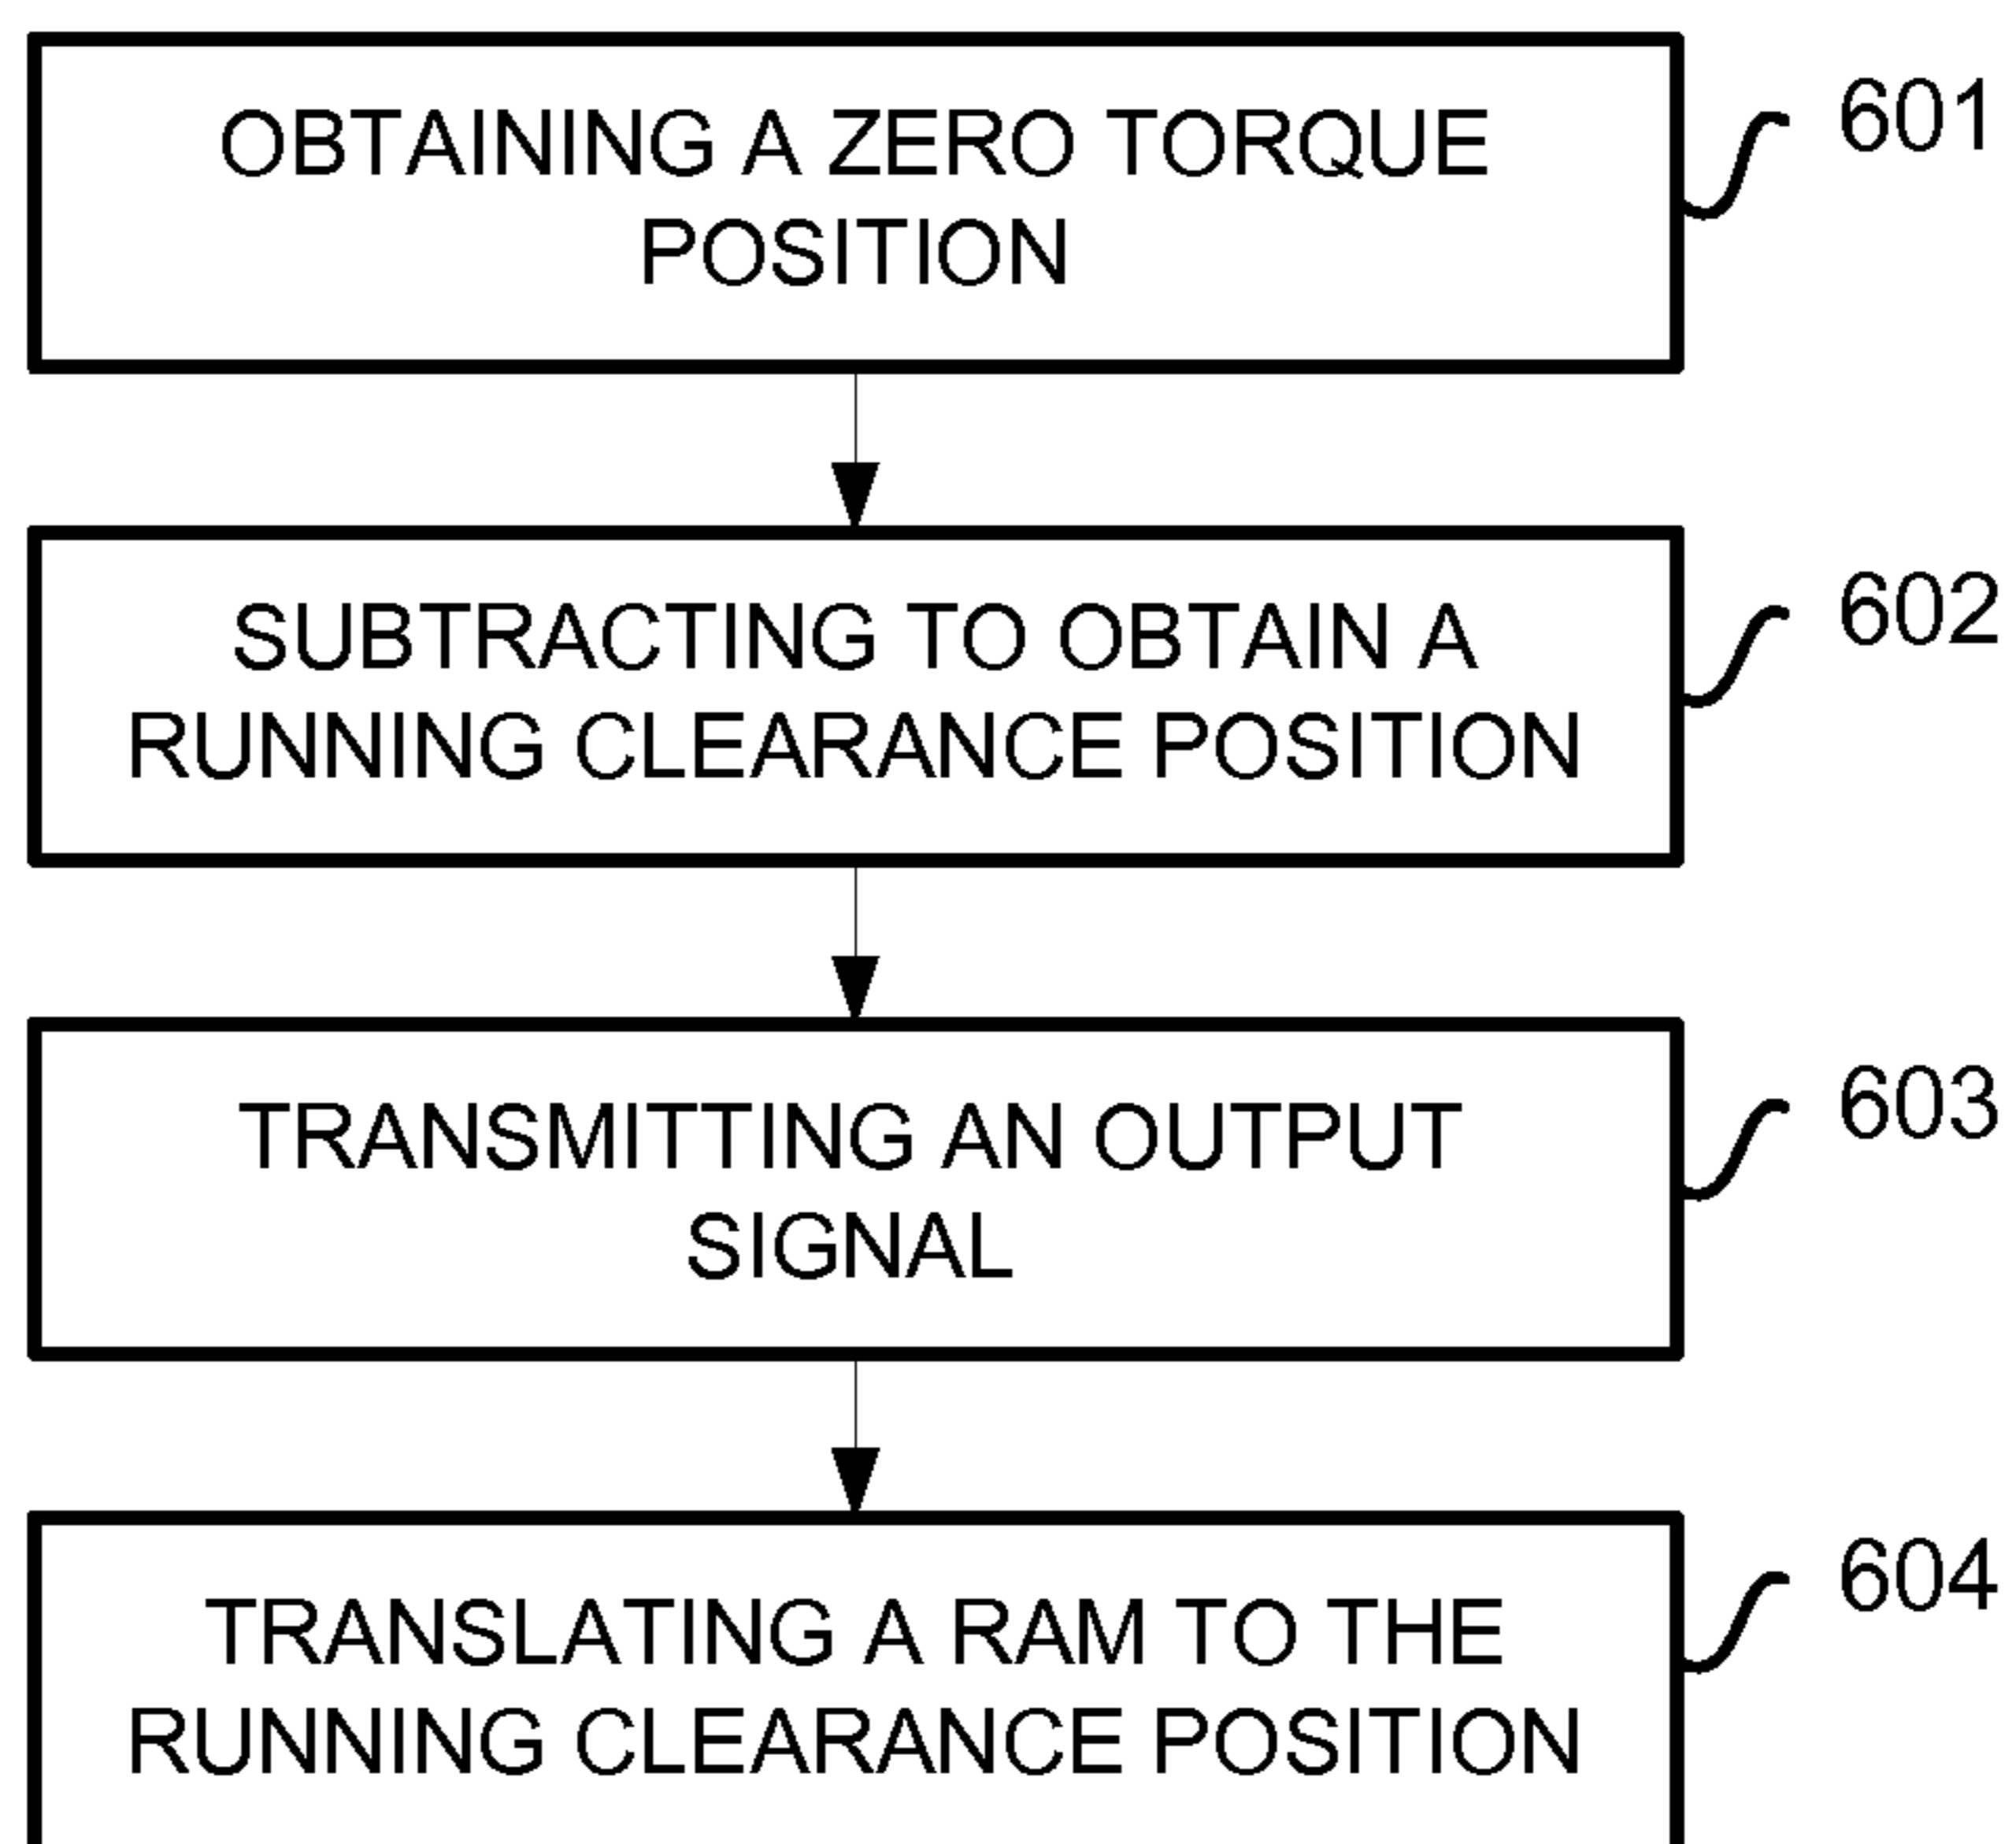 OBTAINING A ZERO TORQUE
POSITION
601
SUBTRACTING TO OBTAIN A
RUNNING CLEARANCE POSITION
602
TRANSMITTING AN OUTPUT
SIGNAL
603
TRANSLATING A RAM TO THE
RUNNING CLEARANCE POSITION
604